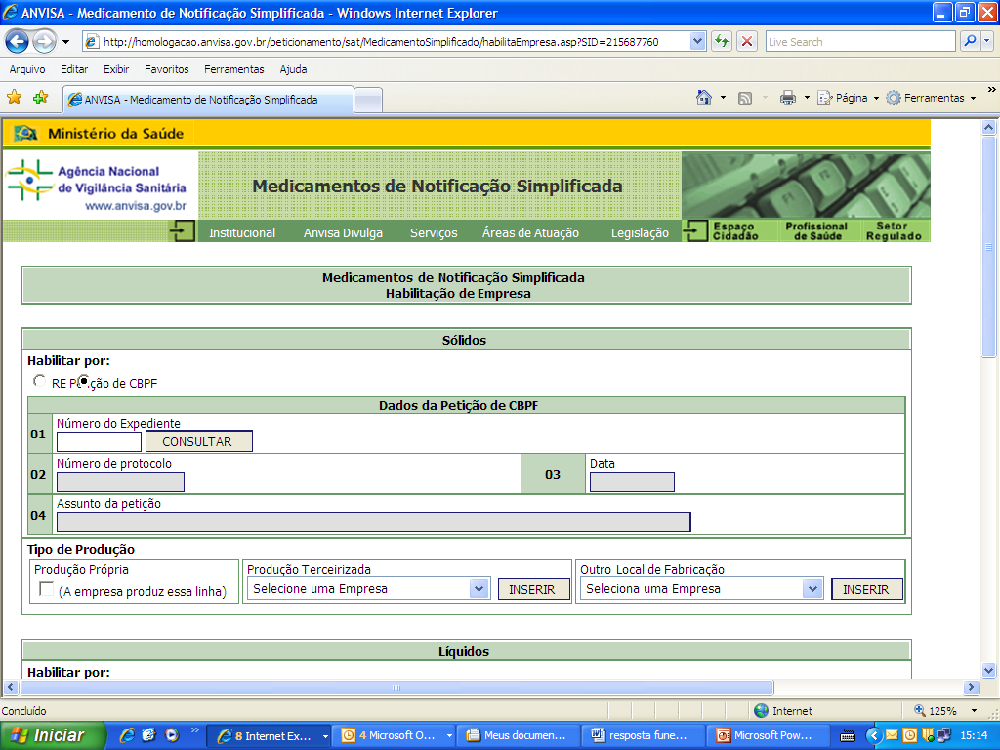 ANVISA - Medicamento de Notificação Simplificada - Windows Internet Explorer
http://homologacao.anvisa.gov.br/peticionamento/sat/MedicamentoSimplificado/habilitaEmpresa.asp?SID=215687760
Live Search
Arquivo Editar Exibir Favoritos Ferramentas Ajuda
ANVISA - Medicamento de Notificação Simplificada
Página Ferramentas
Ministério da Saúde
Agência Nacional
de Vigilância Sanitária
www.anvisa.gov.br
Medicamentos de Notificação Simplificada
Institucional Anvisa Divulga Serviços Áreas de Atuação Legislação
Espaço
Cidadão
Profissional
de Saúde
Setor
Regulado
Medicamentos de Notificação Simplificada
Habilitação de Empresa
Sólidos
Habilitar por:
RE P ção de CBPF
Dados da Petição de CBPF
01 Número do Expediente
CONSULTAR
02 Número de protocolo
03 Data
04 Assunto da petição
Tipo de Produção
Produção Própria
(A empresa produz essa linha)
Produção Terceirizada
Selecione uma Empresa INSERIR
Outro Local de Fabricação
Seleciona uma Empresa INSERIR
Líquidos
Habilitar por:
Concluído
Internet
125%
Iniciar
8 Internet Ex...
4 Microsoft O...
Meus documen...
resposta fune...
Microsoft Pow...
15:14